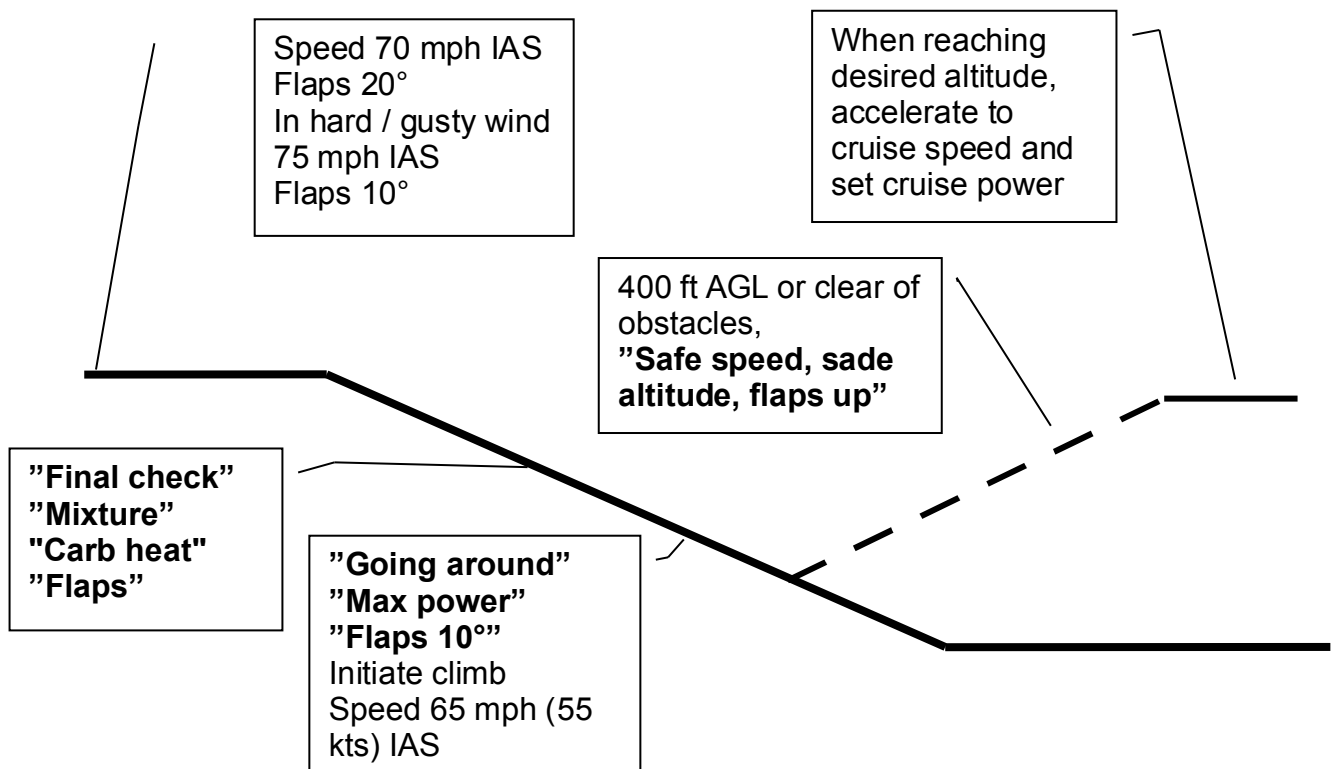 Speed 70 mph IAS
Flaps 20°
In hard / gusty wind
75 mph IAS
Flaps 10°
When reaching
desired altitude,
accelerate to
cruise speed and
set cruise power
400 ft AGL or clear of
obstacles,
”Safe speed, sade
altitude, flaps up”
”Final check”
”Mixture”
"Carb heat"
”Flaps”
”Going around”
”Max power”
”Flaps 10°”
Initiate climb
Speed 65 mph (55
kts) IAS